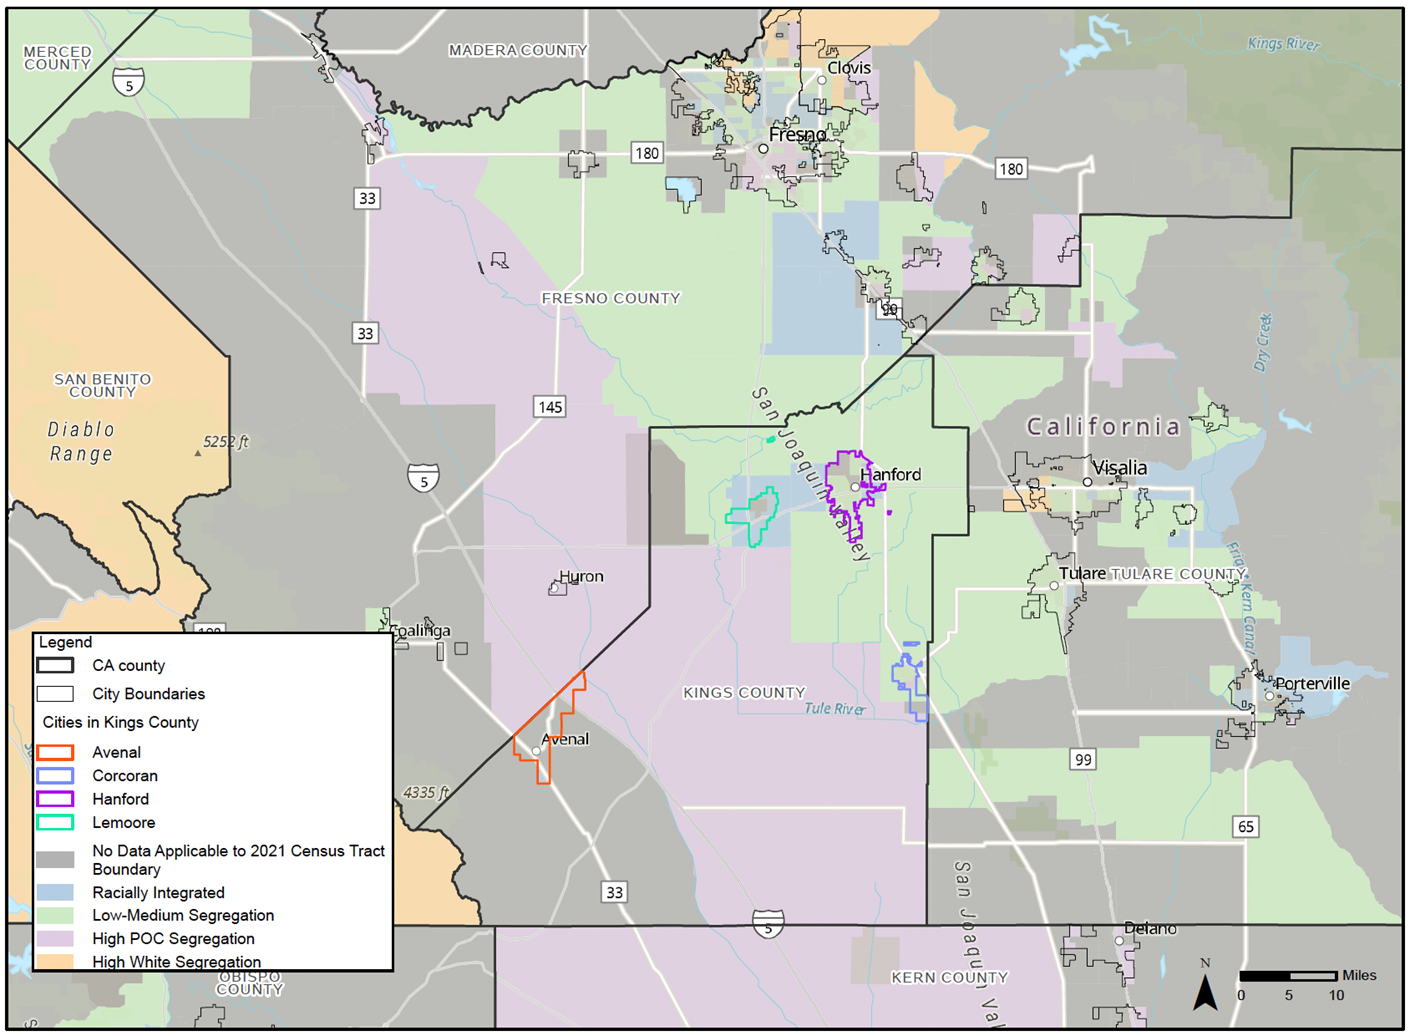 MERCED
COUNTY
MADERA COUNTY
Kings River
5
Clovis
Fresno
180
180
33
FRESNO COUNTY
99
33
Dry Creek
SAN BENITO
COUNTY
145
San Joaquin Valley
California
Diablo
Range
5252 ft
5
Hanford
Visalia
Friant Kern Canal
Huron
Tulare
TULARE COUNTY
Coalinga
KINGS COUNTY
Tule River
Porterville
Avenal
99
4335 ft
65
33
San Joaquin Val
5
Delano
KERN COUNTY
OBISPO
COUNTY
Legend
CA county
City Boundaries
Cities in Kings County
Avenal
Corcoran
Hanford
Lemoore
No Data Applicable to 2021 Census Tract
Boundary
Racially Integrated
Low-Medium Segregation
High POC Segregation
High White Segregation
N
Miles
0 5 10